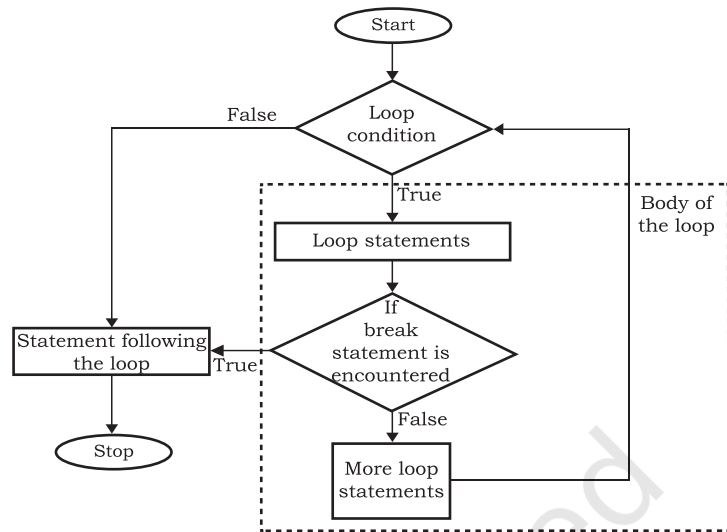 Start
Loop
condition
False
True
Body of
the loop
Loop statements
If
break
statement is
encountered
Statement following
the loop
True
False
Stop
More loop
statements